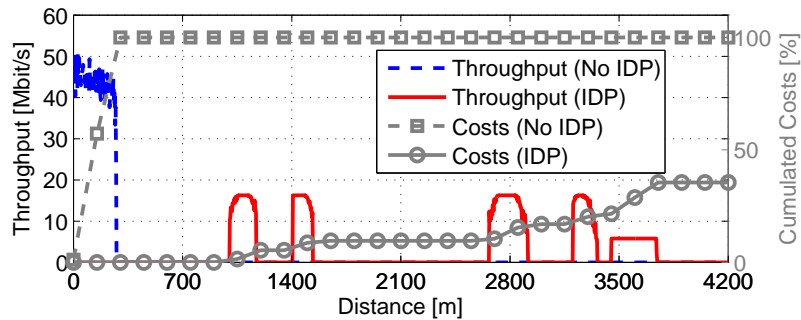 60
50
40
30
20
10
0
Throughput [Mbit/s]
Throughput (No IDP)
Throughput (IDP)
Costs (No IDP)
Costs (IDP)
100
50
0
Cumulated Costs [%]
0 700 1400 2100 2800 3500 4200
Distance [m]